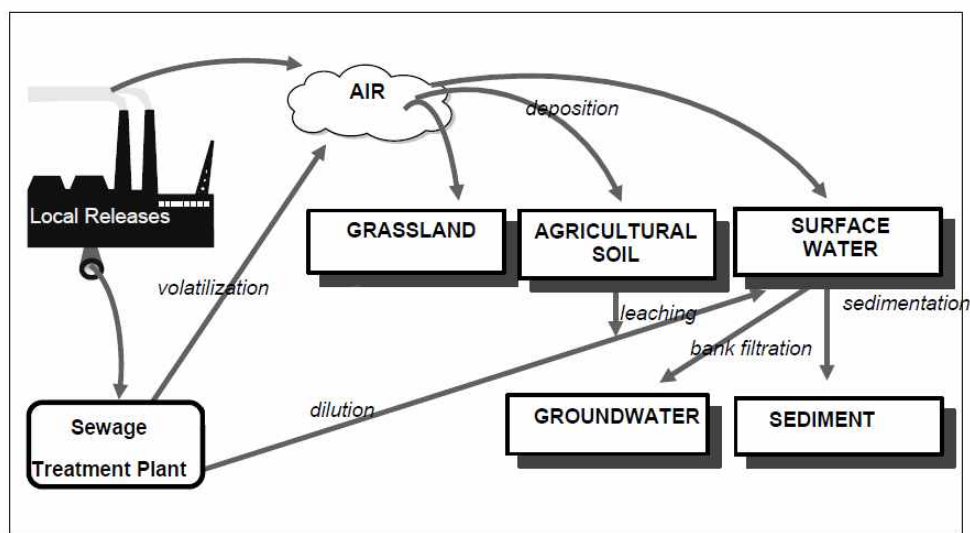 AIR
deposition
Local Releases
GRASSLAND
AGRICULTURAL
SOIL
SURFACE
WATER
volatilization
leaching
sedimentation
bank filtration
dilution
Sewage
Treatment Plant
GROUNDWATER
SEDIMENT